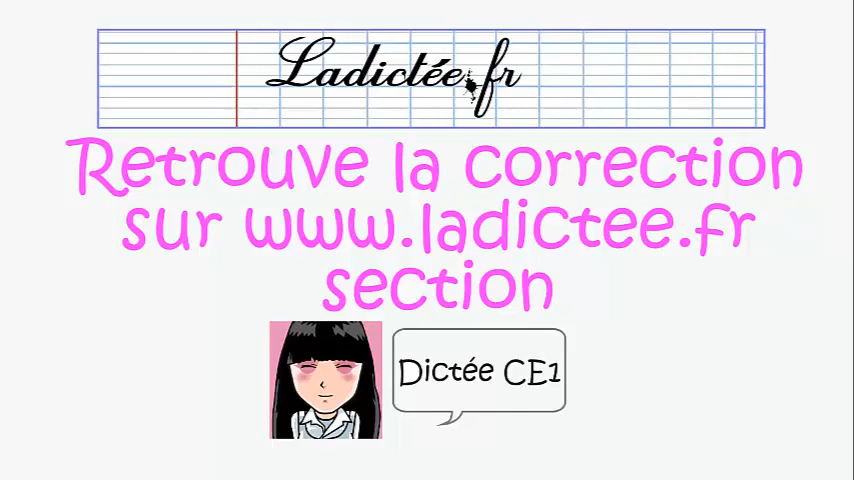 Ladictée.fr
Retrouve la correction
sur www.ladictee.fr
section
Dictée CE1